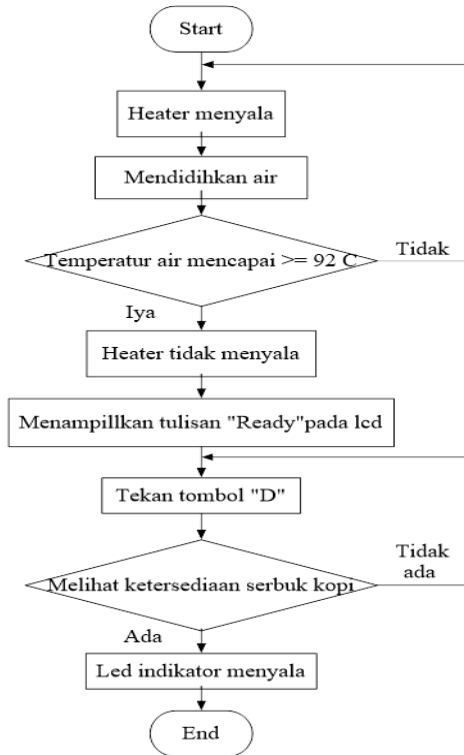 Start
Heater menyala
Mendidihkan air
Temperatur air mencapai >= 92 C
Tidak
Iya
Heater tidak menyala
Menampillkan tulisan "Ready"pada lcd
Tekan tombol "D"
Melihat ketersediaan serbuk kopi
Tidak
ada
Ada
Led indikator menyala
End